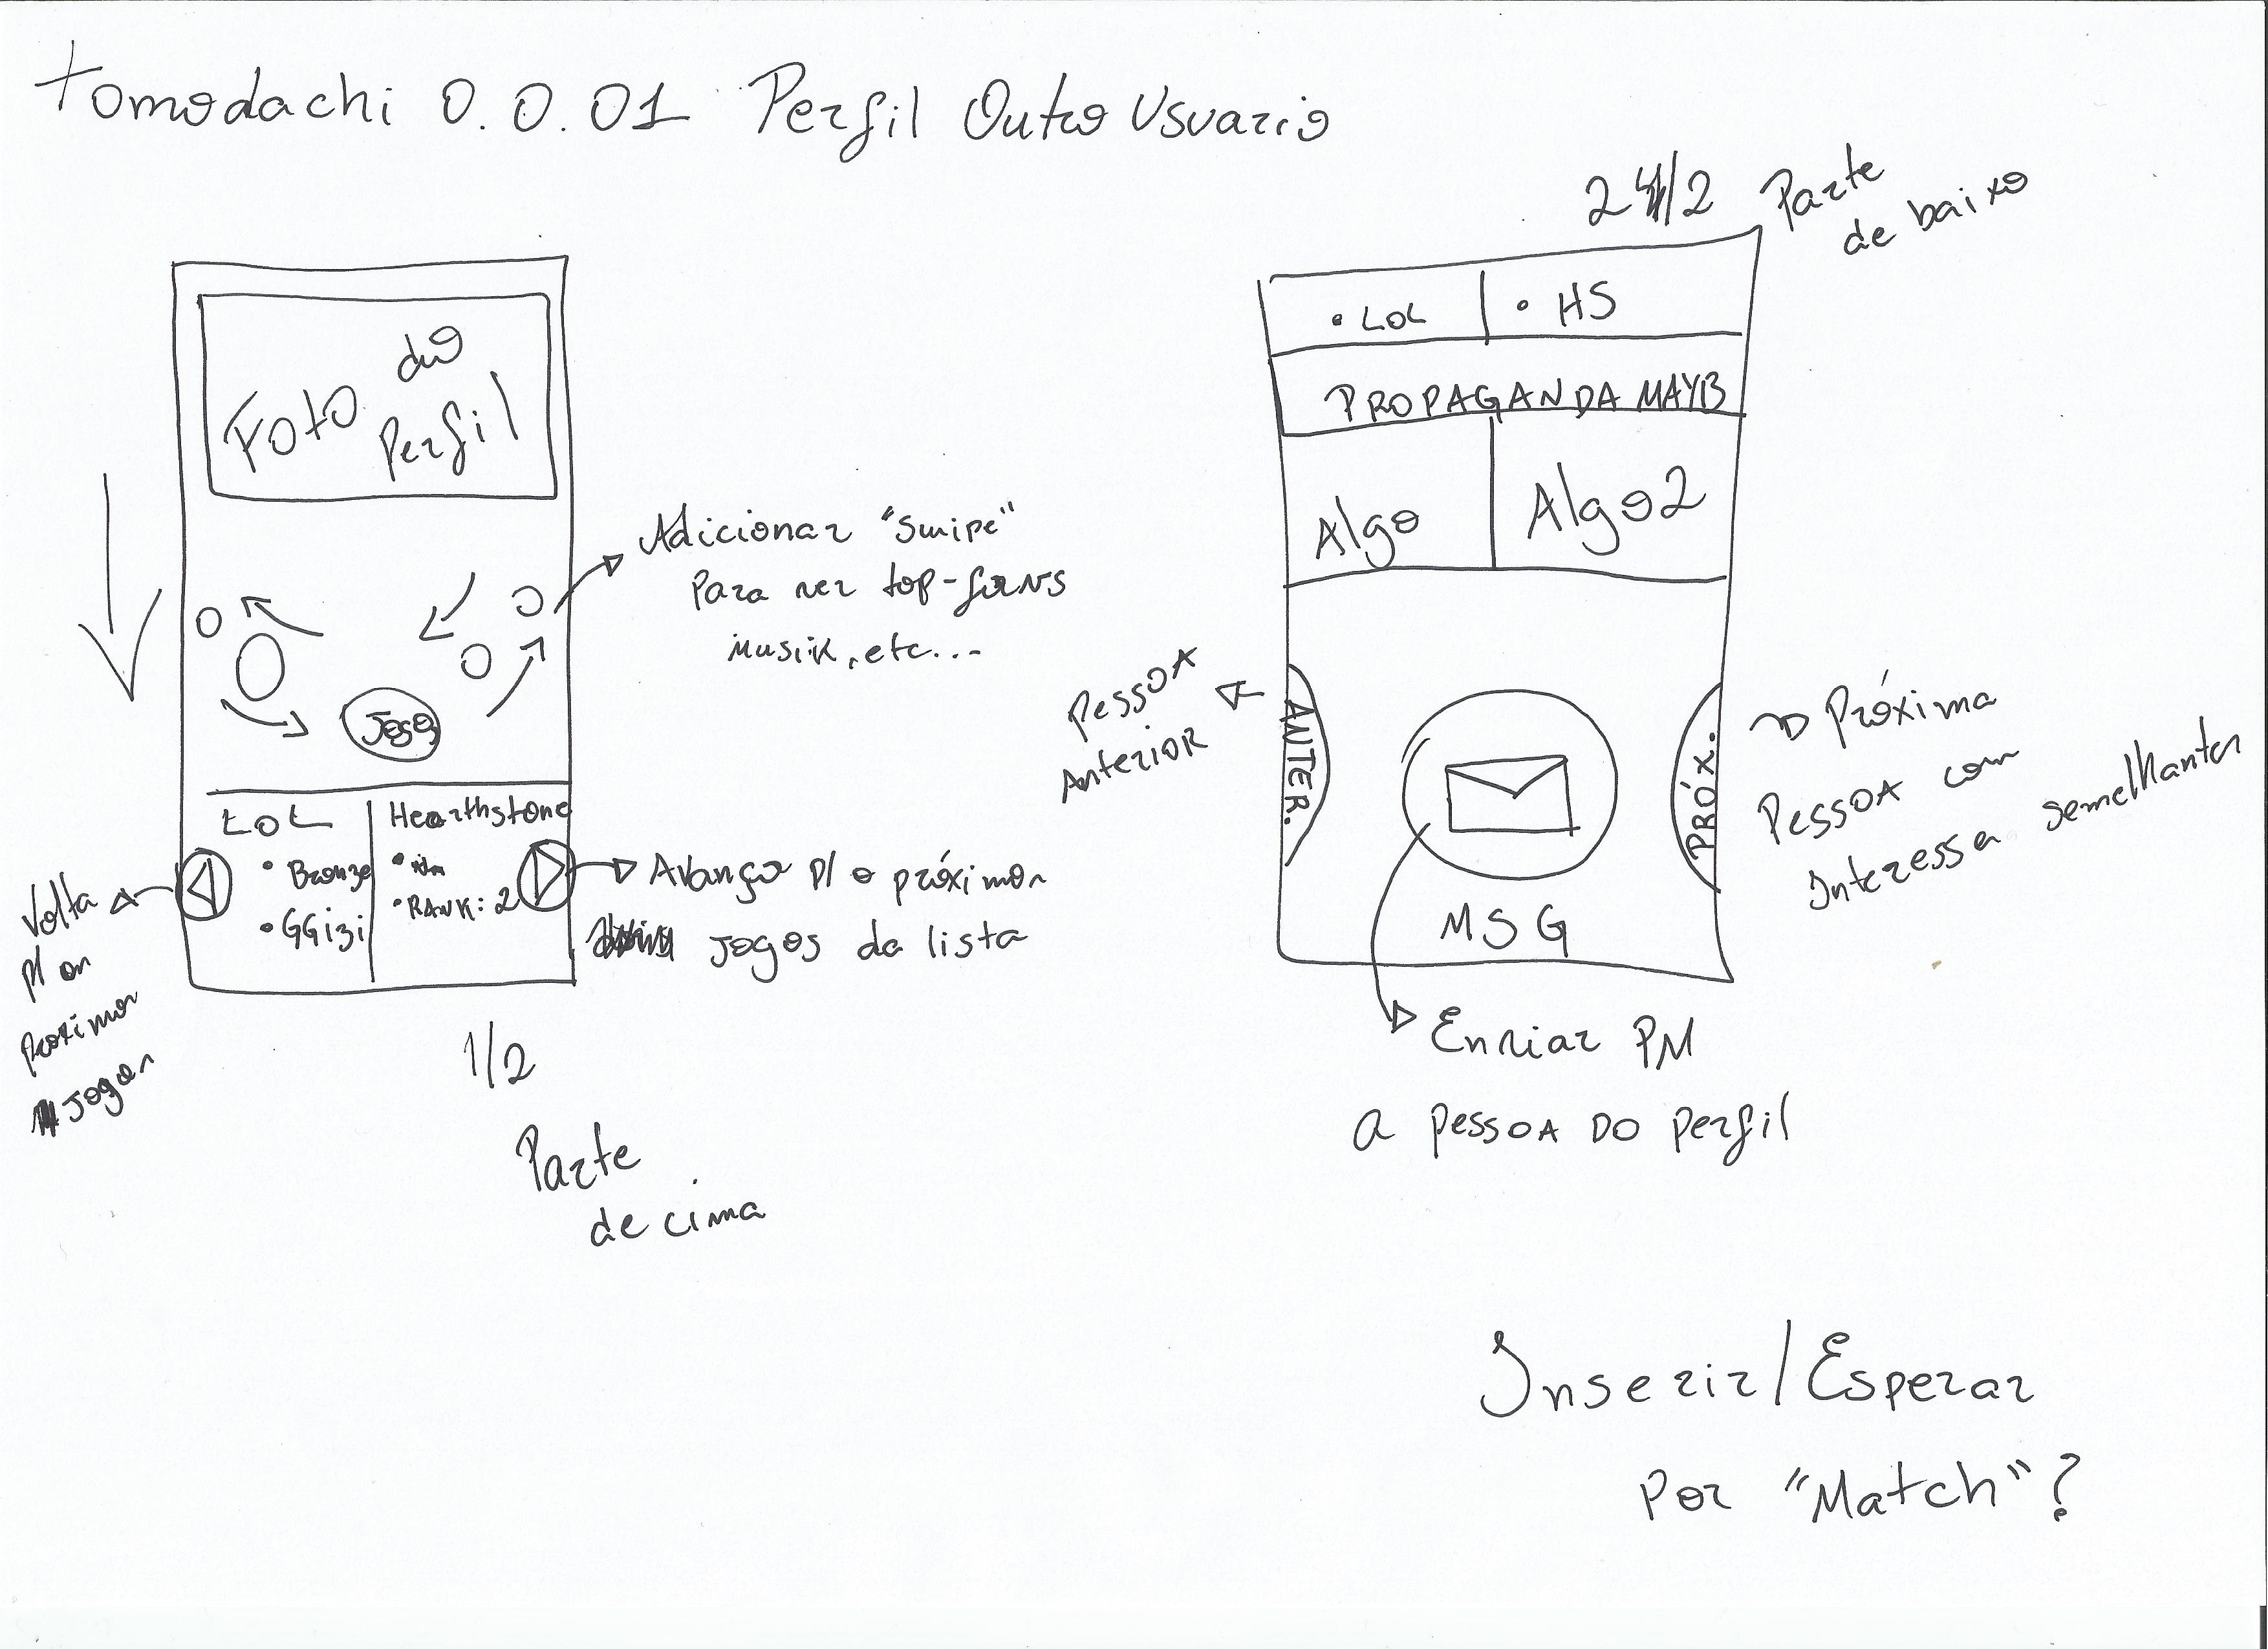 Tomodachi 0.0.01 Perfil Outro Usuario
Foto do
Perfil
Adicionar "swipe"
Para ver top-
Musik, etc...
Jogo
LOL
• Bronze
Hearthstone
• RANK: 2
Volta
p/ os
Proximos
Jogos
Avanço p/ o próximos
Jogos da lista
1/2
Parte
de cima
2/2 Parte
de baixo
• LOL
• HS
PROPAGANDA MAYB
Algo
Algo2
Pessoa
Anterior
ANTER.
PRÓX.
Próxima
Pessoa com
Interesses semelhantes
MSG
Enviar PM
a pessoa do perfil
Inserir/Esperar
Por "Match"?